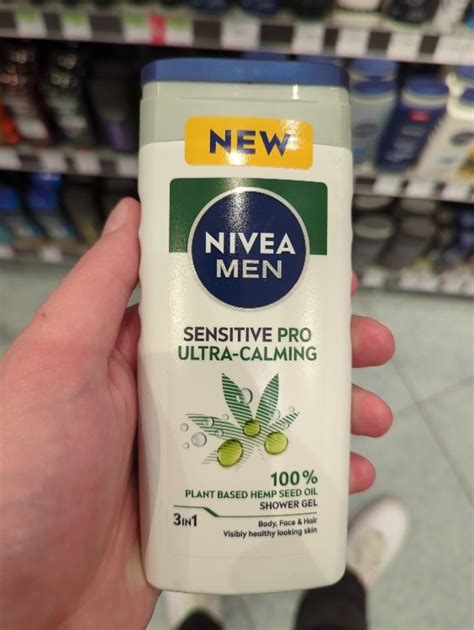 NEW
NIVEA
MEN
SENSITIVE PRO
ULTRA-CALMING
100%
PLANT BASED HEMP SEED OIL
SHOWER GEL
3IN1
Body, Face & Hair
Visibly healthy looking skin